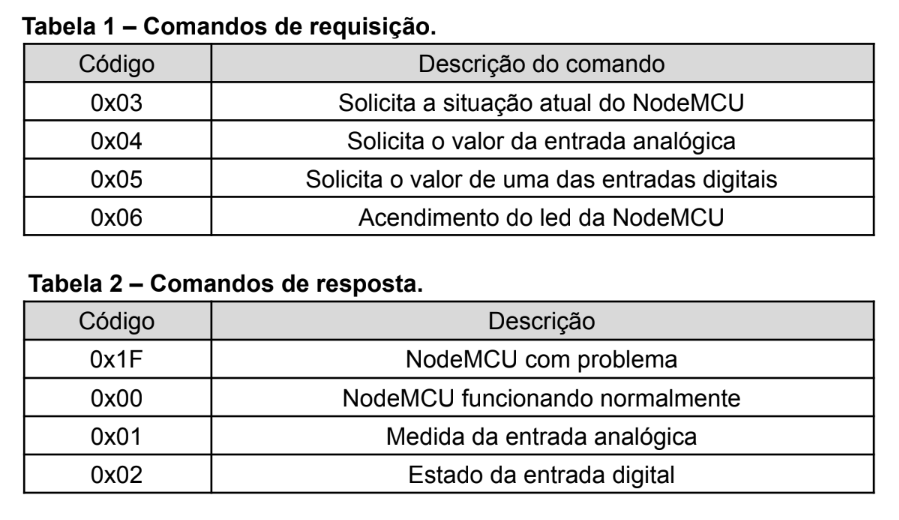 Tabela 1 – Comandos de requisição.
Código Descrição do comando
0x03 Solicita a situação atual do NodeMCU
0x04 Solicita o valor da entrada analógica
0x05 Solicita o valor de uma das entradas digitais
0x06 Acendimento do led da NodeMCU
Tabela 2 – Comandos de resposta.
Código Descrição
0x1F NodeMCU com problema
0x00 NodeMCU funcionando normalmente
0x01 Medida da entrada analógica
0x02 Estado da entrada digital